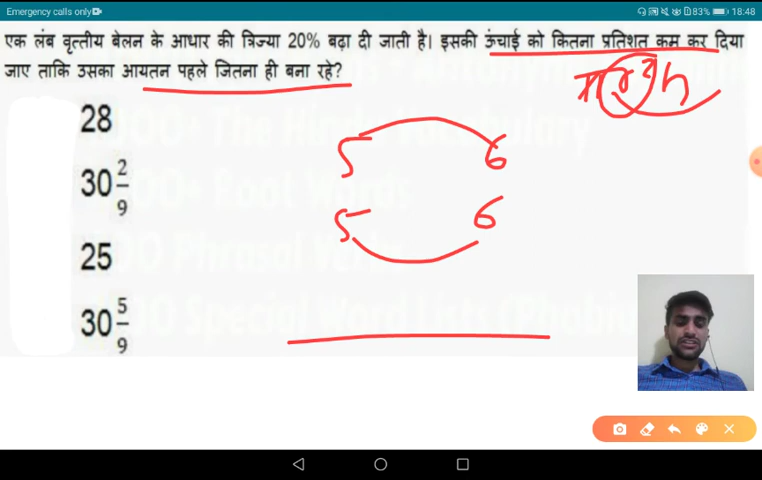 Emergency calls only
83% 18:48
एक लंब वृत्तीय बेलन के आधार की त्रिज्या 20% बढ़ा दी जाती है। इसकी ऊंचाई को कितना प्रतिशत कम कर दिया
जाए ताकि उसका आयतन पहले जितना ही बना रहे?
πr²h
28
5 6
30 2/9
5 6
25
30 5/9